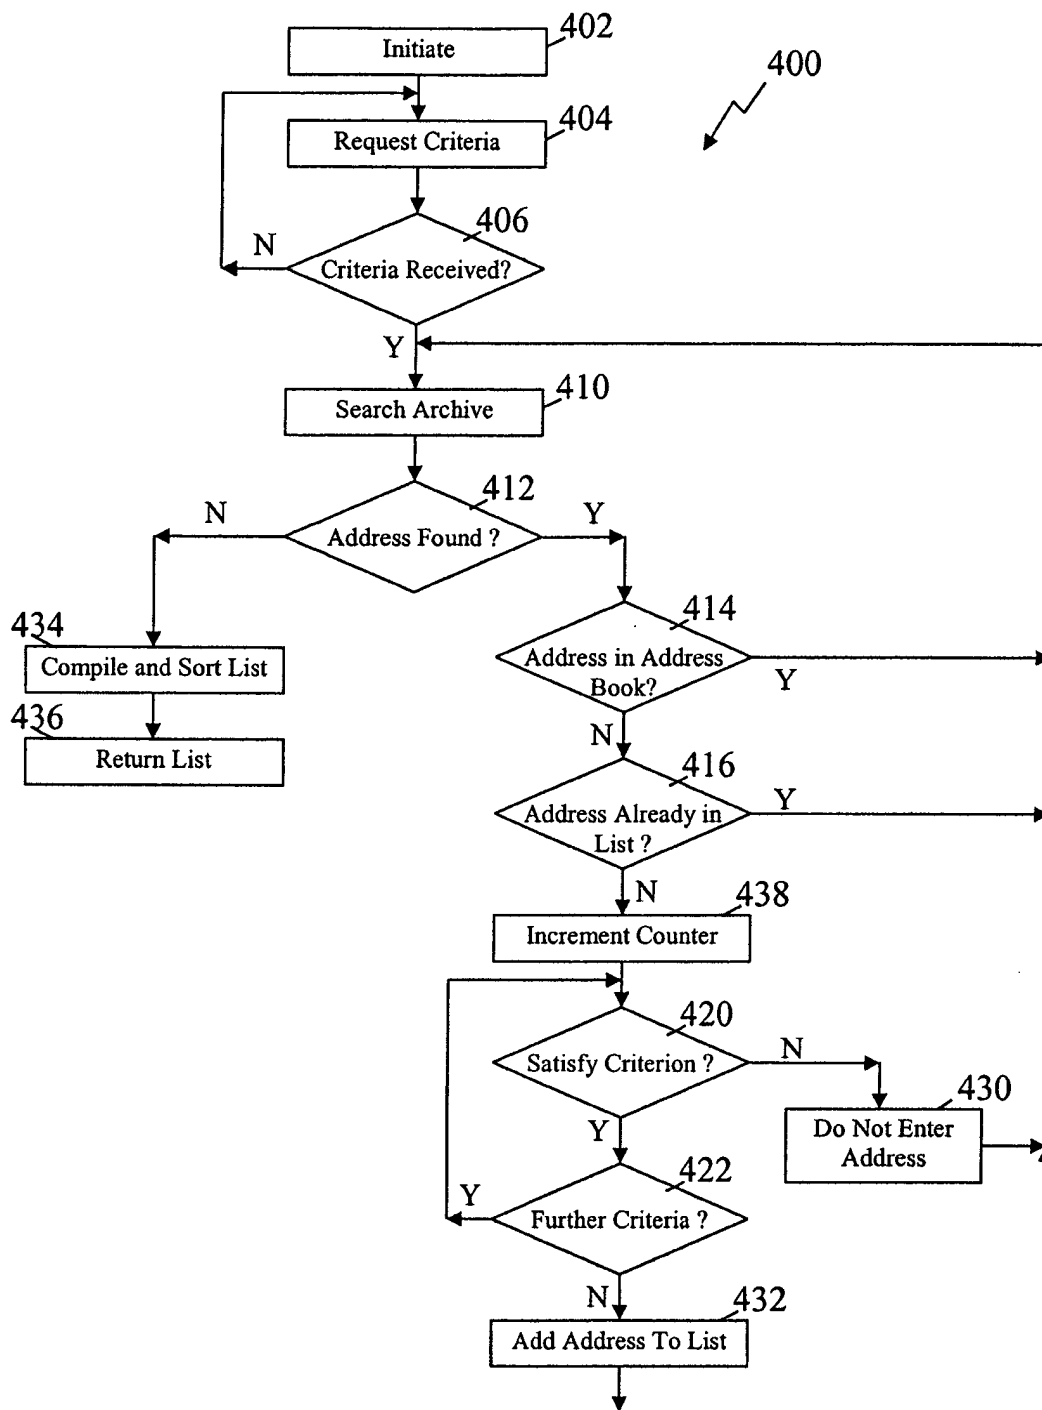 402
Initiate
400
404
Request Criteria
406
N
Criteria Received?
Y
410
Search Archive
412
N
Y
Address Found ?
414
434
Address in Address
Book?
Compile and Sort List
Y
436
N
Return List
416
Y
Address Already in
List ?
N
438
Increment Counter
420
N
Satisfy Criterion ?
430
Do Not Enter
Address
Y
422
Y
Further Criteria ?
N
432
Add Address To List